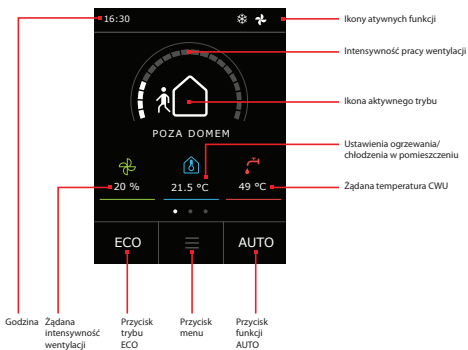 16:30
Ikony atywnych funkcji
Intensywność pracy wentylacji
Ikona aktywnego trybu
POZA DOMEM
Ustawienia ogrzewania/
chłodzenia w pomieszczeniu
20 %
21.5 °C
49 °C
Żądana temperatura CWU
ECO
AUTO
Godzina
Żądana
intensywność
wentylacji
Przycisk
trybu
ECO
Przycisk
menu
Przycisk
funkcji
AUTO